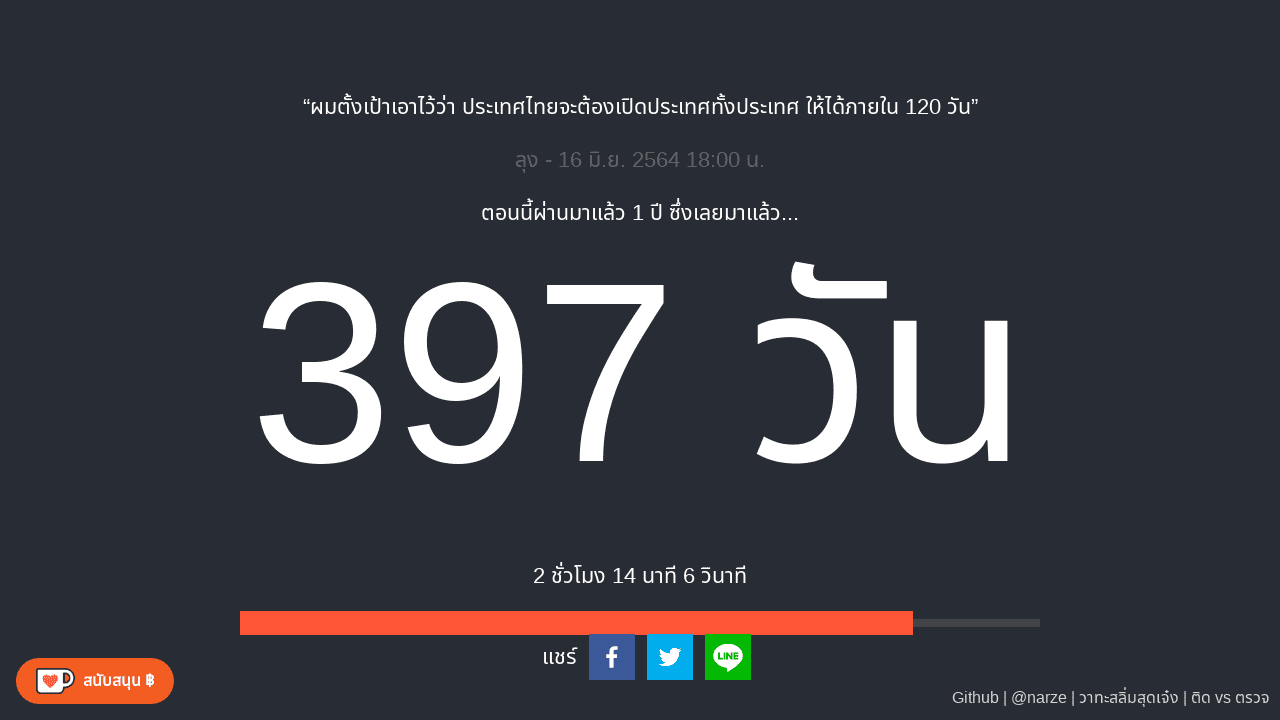 “ผมตั้งเป้าเอาไว้ว่า ประเทศไทยจะต้องเปิดประเทศทั้งประเทศ ให้ได้ภายใน 120 วัน”
ลุง - 16 มิ.ย. 2564 18:00 น.
ตอนนี้ผ่านมาแล้ว 1 ปี ซึ่งเลยมาแล้ว...
397 วัน
2 ชั่วโมง 14 นาที 6 วินาที
แชร์
LINE
สนับสนุน ฿
Github | @narze | วาทะสลิ่มสุดเจ๋ง | ติด vs ตรวจ